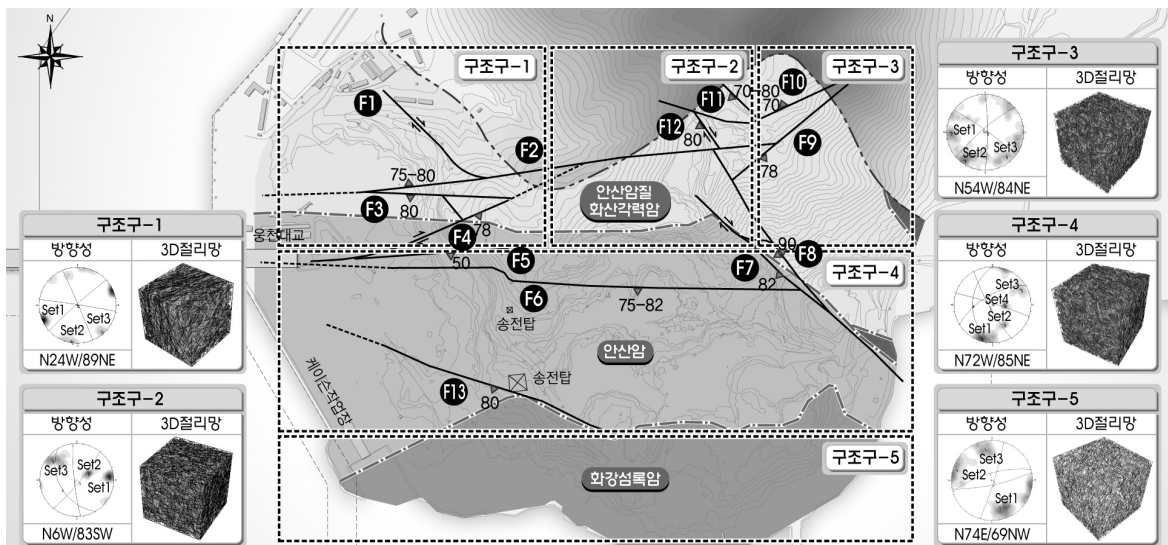 N
구조구-1
구조구-2
구조구-3
F1
F2
F3
F4
F5
F6
F7
F8
F9
F10
F11
F12
F13
70-80
70
80
78
75-80
80
78
50
90
82
75-82
80
안산암질
화산각력암
웅천대교
구조구-4
송전탑
안산암
송전탑
케이슨작업장
구조구-5
화강섬록암
구조구-1
방향성
3D절리망
Set1
Set2
Set3
N24W/89NE
구조구-2
방향성
3D절리망
Set3
Set2
Set1
N6W/83SW
구조구-3
방향성
3D절리망
Set1
Set2
Set3
N54W/84NE
구조구-4
방향성
3D절리망
Set3
Set4
Set2
Set1
N72W/85NE
구조구-5
방향성
3D절리망
Set3
Set2
Set1
N74E/69NW